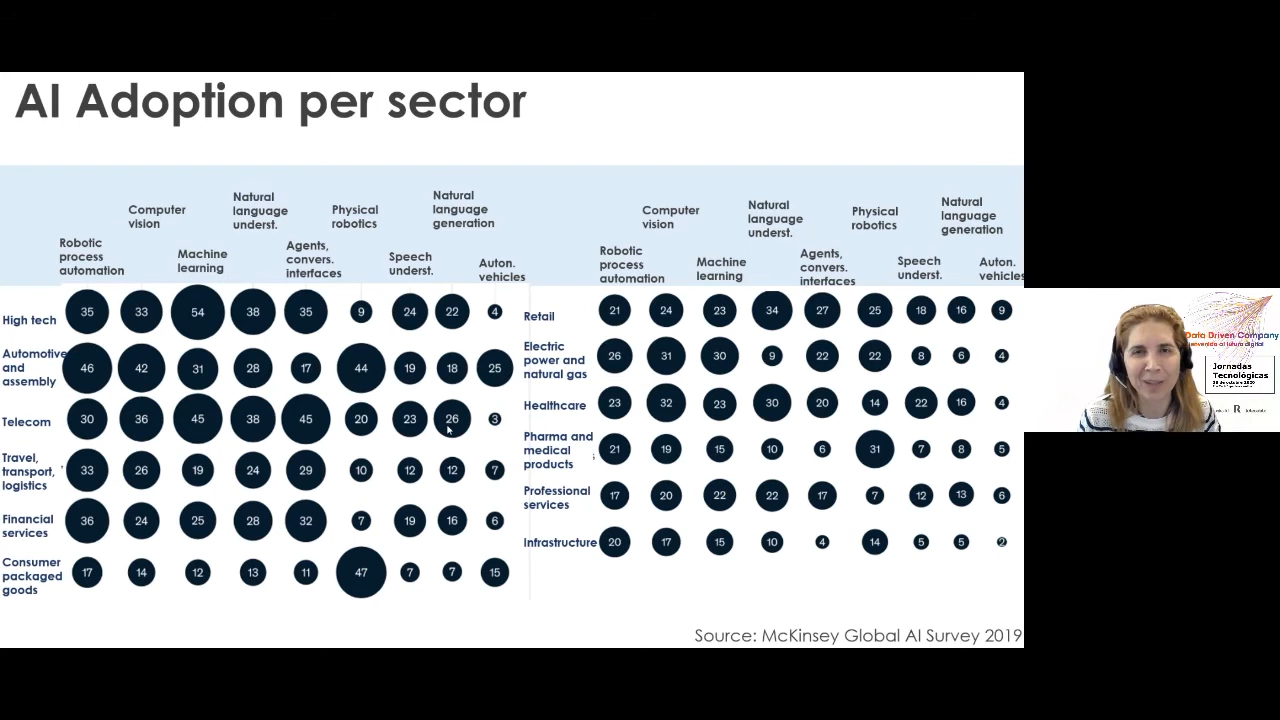 AI Adoption per sector
Computer
vision
Natural
language
underst.
Physical
robotics
Natural
language
generation
Robotic
process
automation
Machine
learning
Agents,
convers.
interfaces
Speech
underst.
Auton.
vehicles
High tech 35 33 54 38 35 9 24 22 4
Automotive
and
assembly
46 42 31 28 17 44 19 18 25
Telecom 30 36 45 38 45 20 23 26 3
Travel,
transport,
logistics
33 26 19 24 29 10 12 12 7
Financial
services
36 24 25 28 32 7 19 16 6
Consumer
packaged
goods
17 14 12 13 11 47 7 7 15
Computer
vision
Natural
language
underst.
Physical
robotics
Natural
language
generation
Robotic
process
automation
Machine
learning
Agents,
convers.
interfaces
Speech
underst.
Auton.
vehicles
Retail 21 24 23 34 27 25 18 16 9
Electric
power and
natural gas
26 31 30 9 22 22 8 6 4
Healthcare 23 32 23 30 20 14 22 16 4
Pharma and
medical
products
21 19 15 10 6 31 7 8 5
Professional
services
17 20 22 22 17 7 12 13 6
Infrastructure 20 17 15 10 4 14 5 5 2
Source: McKinsey Global AI Survey 2019
Data Driven Company
Bienvenido al futuro digital
Jornadas
Tecnológicas